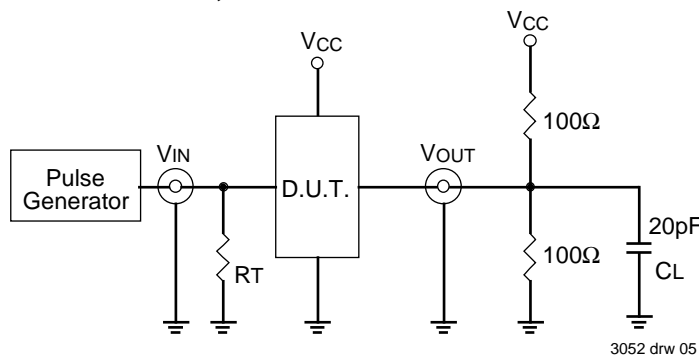 VCC
VCC
100Ω
VIN
VOUT
Pulse
Generator
D.U.T.
20pF
RT
100Ω
CL
3052 drw 05